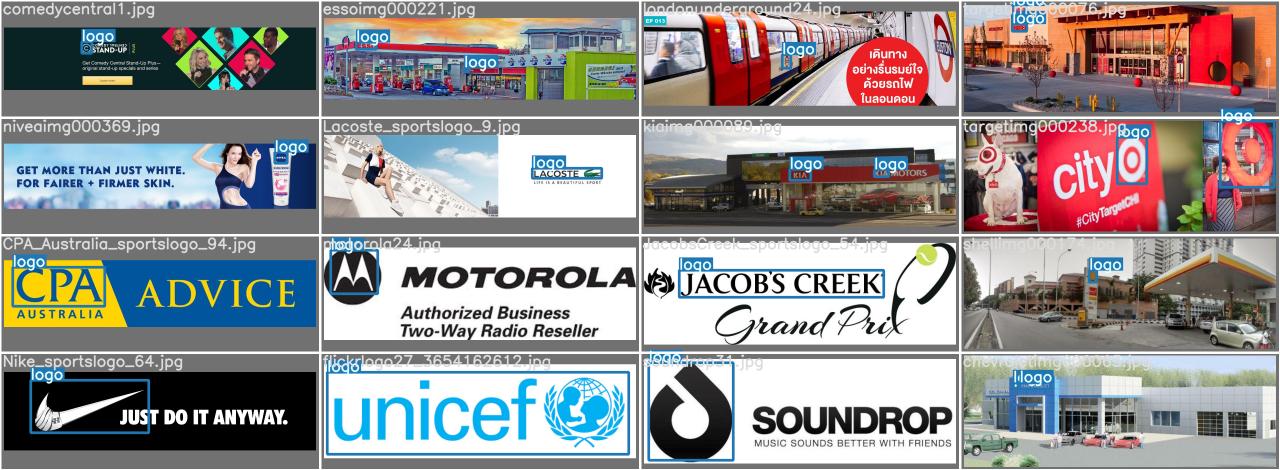 comedycentral1.jpg
logo
STAND-UP
PLUS
Get Comedy Central Stand-Up Plus—
original stand-up specials and series
essoimg000221.jpg
logo
logo
londonunderground24.jpg
EP 013
logo
เดินทาง
อย่างรื่นรมย์ใจ
ด้วยรถไฟ
ในลอนดอน
targetimg000076.jpg
logo
logo
niveaimg000369.jpg
logo
NIVEA
GET MORE THAN JUST WHITE.
FOR FAIRER + FIRMER SKIN.
Lacoste_sportslogo_9.jpg
logo
LACOSTE
LIFE IS A BEAUTIFUL SPORT
kiaimg000089.jpg
logo
logo
KIA
KIA MOTORS
targetimg000238.jpg
logo
logo
city
#CityTargetCHI
CPA_Australia_sportslogo_94.jpg
logo
CPA
AUSTRALIA
ADVICE
motorola24.jpg
logo
MOTOROLA
Authorized Business
Two-Way Radio Reseller
JacobsCreek_sportslogo_54.jpg
logo
JACOB'S CREEK
Grand Prix
logo
Nike_sportslogo_64.jpg
logo
JUST DO IT ANYWAY.
flickrlogo27_3654162612.jpg
logo
unicef
soundrop31.jpg
logo
SOUNDROP
MUSIC SOUNDS BETTER WITH FRIENDS
logo